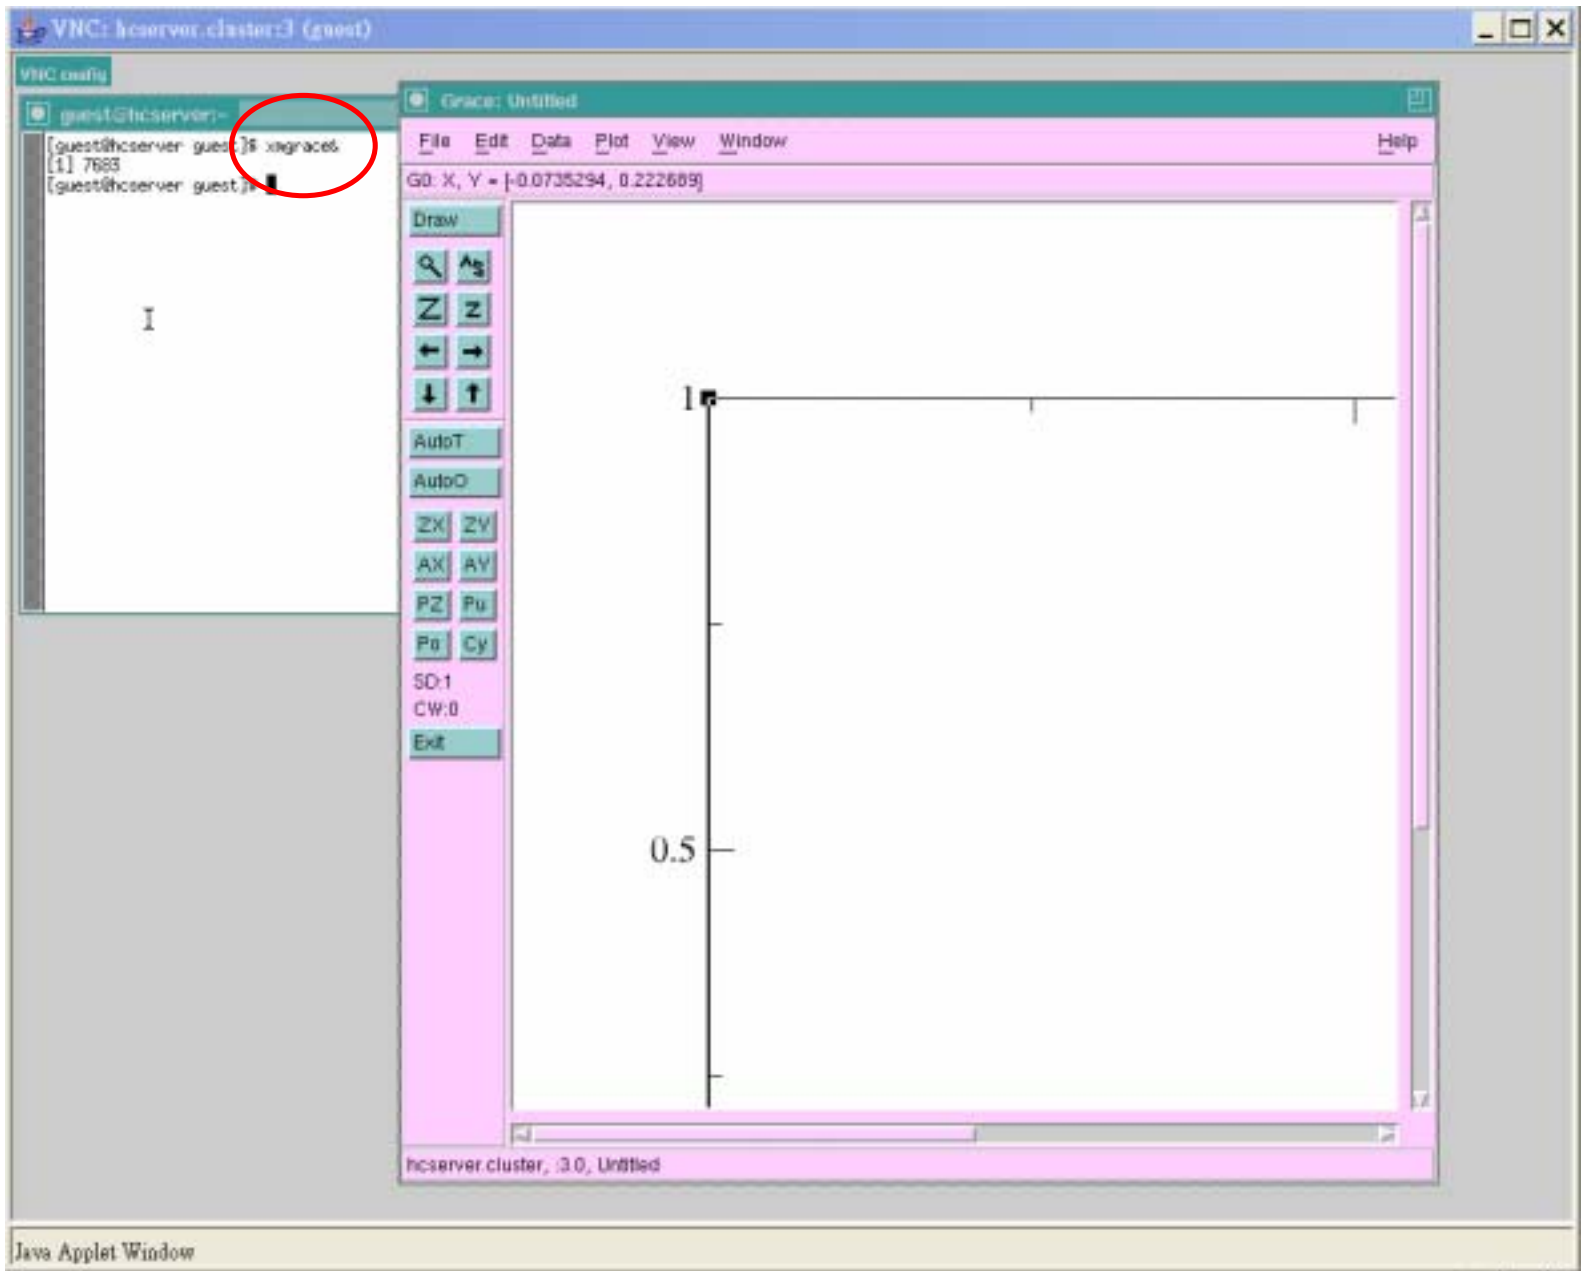 VNC: hcserver.cluster:3 (guest)
VNC config
guest@hcserver:~
[guest@hcserver guest]$ xmgrace&
[1] 7683
[guest@hcserver guest]$
Grace: Untitled
File Edit Data Plot View Window Help
G0: X, Y = [-0.0735294, 0.222689]
Draw
AS
Z z
AutoT
AutoO
ZX ZY
AX AY
PZ Pu
Po Cy
SD:1
CW:0
Exit
1
0.5
hcserver.cluster, :3.0, Untitled
Java Applet Window